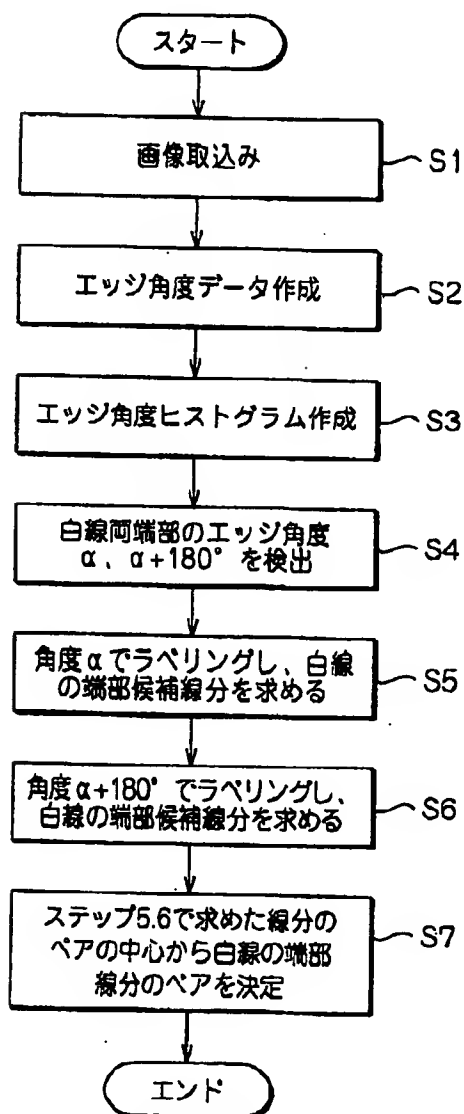 スタート
画像取込み
S1
エッジ角度データ作成
S2
エッジ角度ヒストグラム作成
S3
白線両端部のエッジ角度
α、α+180°を検出
S4
角度αでラベリングし、白線
の端部候補線分を求める
S5
角度α+180°でラベリングし、
白線の端部候補線分を求める
S6
ステップ5.6で求めた線分の
ペアの中心から白線の端部
線分のペアを決定
S7
エンド